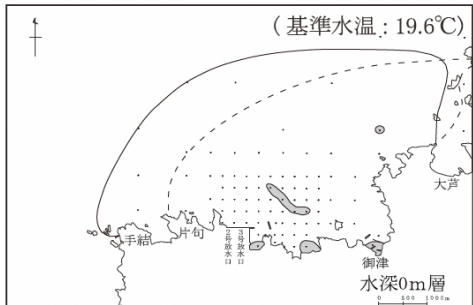 (基準水温：19.6℃)
大芦
手結
片句
2号放水口
3号放水口
御津
水深0m層
0 500 1000m